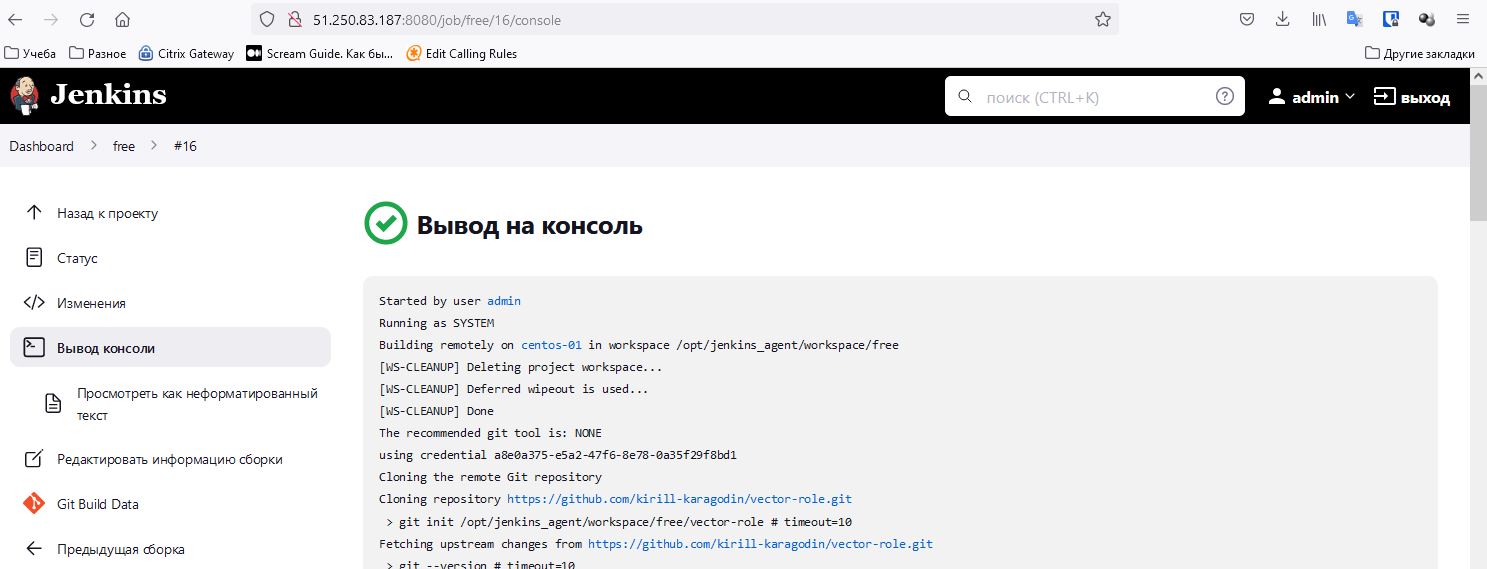 51.250.83.187:8080/job/free/16/console
Учеба Разное Citrix Gateway Scream Guide. Как бы... Edit Calling Rules Другие закладки
Jenkins поиск (CTRL+K) admin выход
Dashboard free #16
Назад к проекту
Статус
Изменения
Вывод консоли
Просмотреть как неформатированный
текст
Редактировать информацию сборки
Git Build Data
Предыдущая сборка
Вывод на консоль
Started by user admin
Running as SYSTEM
Building remotely on centos-01 in workspace /opt/jenkins_agent/workspace/free
[WS-CLEANUP] Deleting project workspace...
[WS-CLEANUP] Deferred wipeout is used...
[WS-CLEANUP] Done
The recommended git tool is: NONE
using credential a8e0a375-e5a2-47f6-8e78-0a35f29f8bd1
Cloning the remote Git repository
Cloning repository https://github.com/kirill-karagodin/vector-role.git
> git init /opt/jenkins_agent/workspace/free/vector-role # timeout=10
Fetching upstream changes from https://github.com/kirill-karagodin/vector-role.git
> git --version # timeout=10